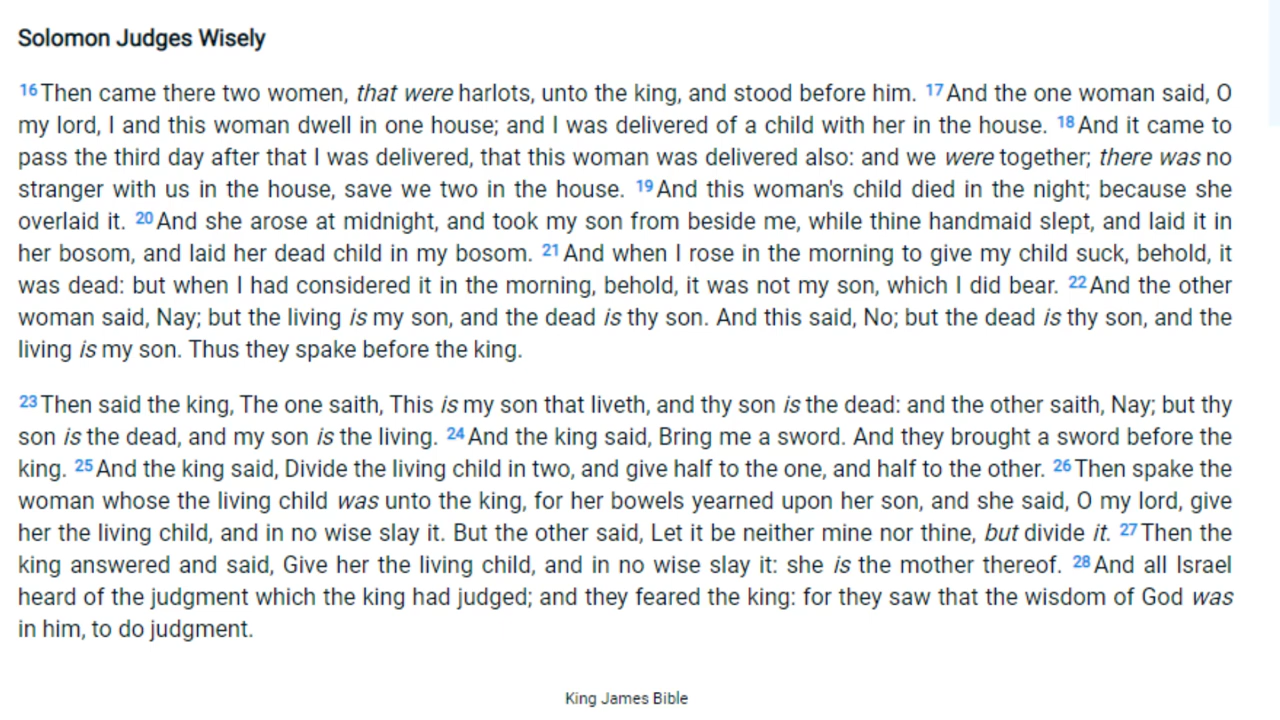 Solomon Judges Wisely
16 Then came there two women, that were harlots, unto the king, and stood before him. 17 And the one woman said, O
my lord, I and this woman dwell in one house; and I was delivered of a child with her in the house. 18 And it came to
pass the third day after that I was delivered, that this woman was delivered also: and we were together; there was no
stranger with us in the house, save we two in the house. 19 And this woman's child died in the night; because she
overlaid it. 20 And she arose at midnight, and took my son from beside me, while thine handmaid slept, and laid it in
her bosom, and laid her dead child in my bosom. 21 And when I rose in the morning to give my child suck, behold, it
was dead: but when I had considered it in the morning, behold, it was not my son, which I did bear. 22 And the other
woman said, Nay; but the living is my son, and the dead is thy son. And this said, No; but the dead is thy son, and the
living is my son. Thus they spake before the king.
23 Then said the king, The one saith, This is my son that liveth, and thy son is the dead: and the other saith, Nay; but thy
son is the dead, and my son is the living. 24 And the king said, Bring me a sword. And they brought a sword before the
king. 25 And the king said, Divide the living child in two, and give half to the one, and half to the other. 26 Then spake the
woman whose the living child was unto the king, for her bowels yearned upon her son, and she said, O my lord, give
her the living child, and in no wise slay it. But the other said, Let it be neither mine nor thine, but divide it. 27 Then the
king answered and said, Give her the living child, and in no wise slay it: she is the mother thereof. 28 And all Israel
heard of the judgment which the king had judged; and they feared the king: for they saw that the wisdom of God was
in him, to do judgment.
King James Bible